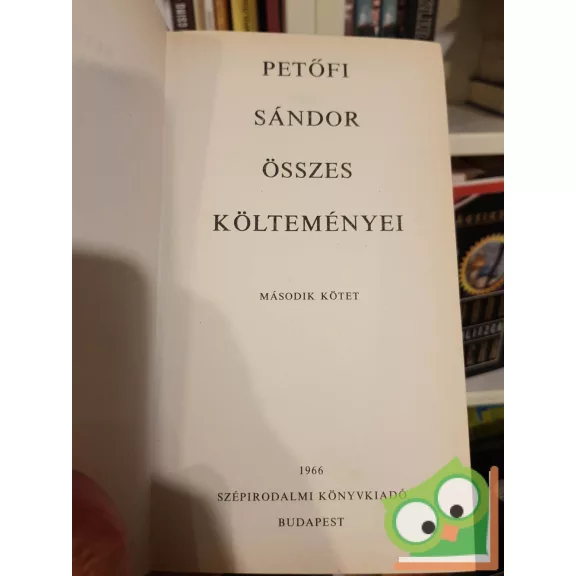 PETŐFI
SÁNDOR
ÖSSZES
KÖLTEMÉNYEI
MÁSODIK KÖTET
1966
SZÉPIRODALMI KÖNYVKIADÓ
BUDAPEST